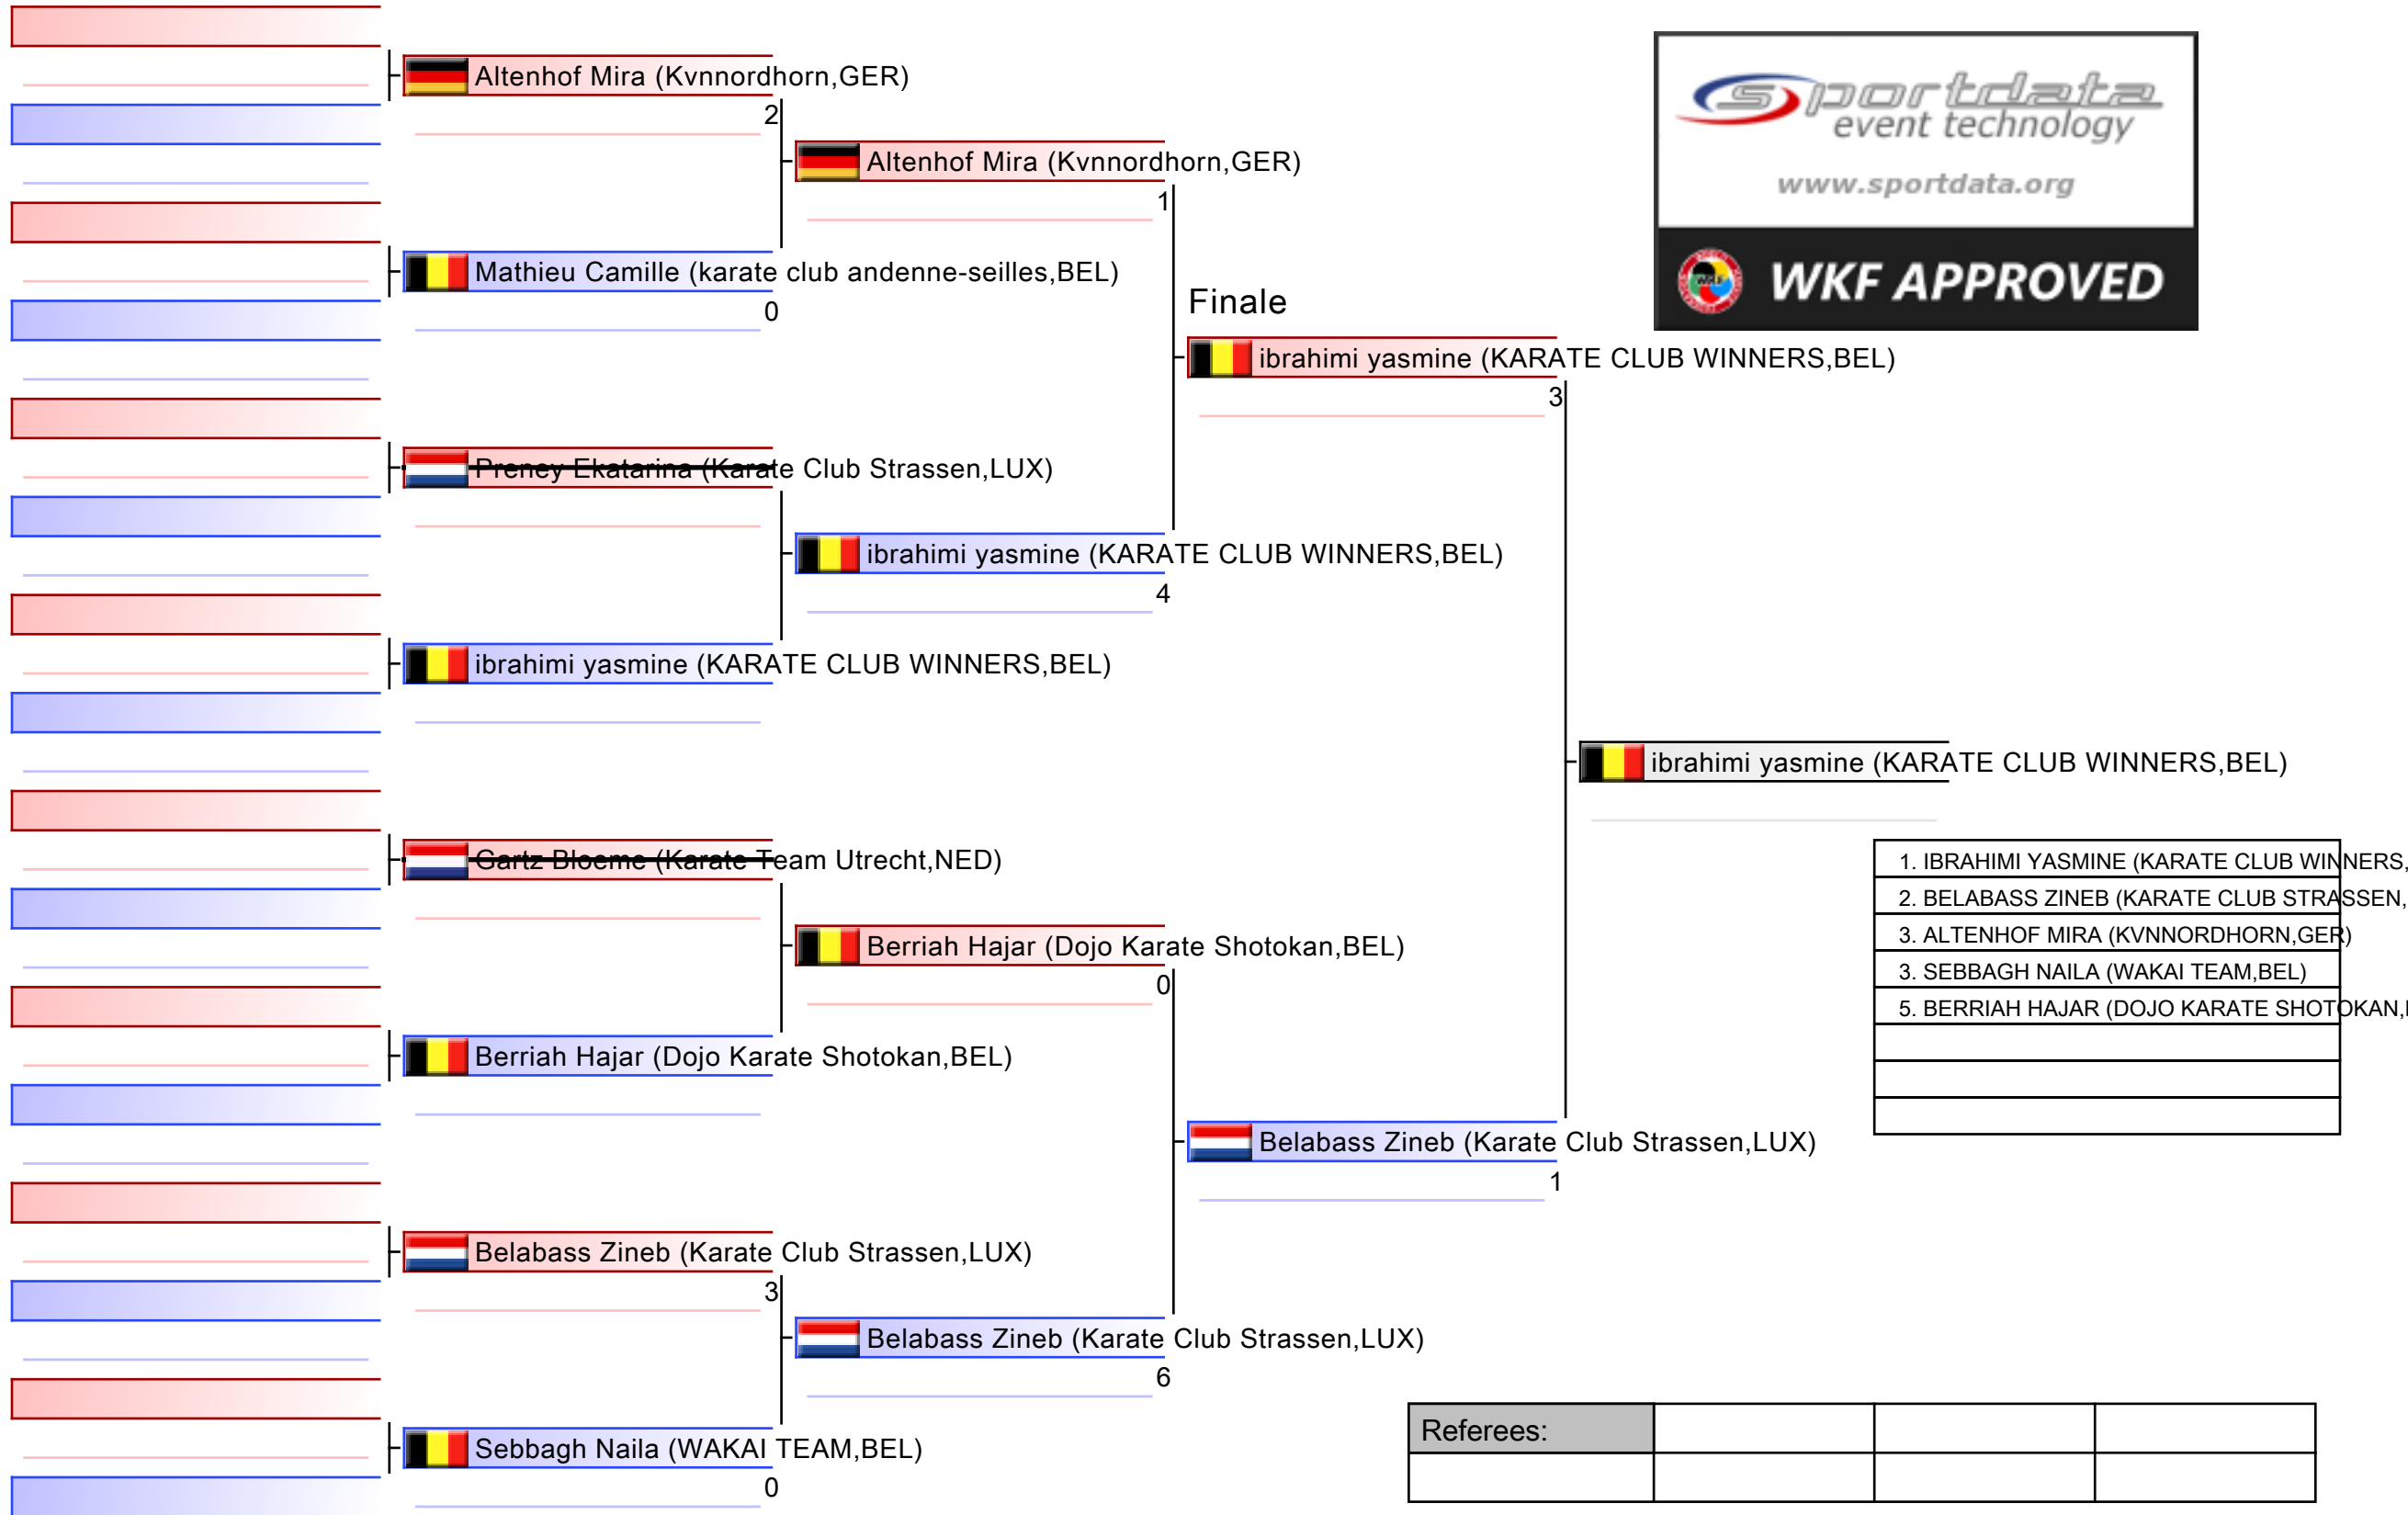 Altenhof Mira (Kvnnordhorn,GER)
2
Mathieu Camille (karate club andenne-seilles,BEL)
0
Preney Ekatarina (Karate Club Strassen,LUX)
ibrahimi yasmine (KARATE CLUB WINNERS,BEL)
Gartz Bloeme (Karate Team Utrecht,NED)
Berriah Hajar (Dojo Karate Shotokan,BEL)
Belabass Zineb (Karate Club Strassen,LUX)
3
Sebbagh Naila (WAKAI TEAM,BEL)
0
Altenhof Mira (Kvnnordhorn,GER)
1
ibrahimi yasmine (KARATE CLUB WINNERS,BEL)
4
Berriah Hajar (Dojo Karate Shotokan,BEL)
0
Belabass Zineb (Karate Club Strassen,LUX)
6
Finale
ibrahimi yasmine (KARATE CLUB WINNERS,BEL)
3
Belabass Zineb (Karate Club Strassen,LUX)
1
ibrahimi yasmine (KARATE CLUB WINNERS,BEL)
sportdata
event technology
www.sportdata.org
WKF
WKF APPROVED
1. IBRAHIMI YASMINE (KARATE CLUB WINNERS,
2. BELABASS ZINEB (KARATE CLUB STRASSEN,
3. ALTENHOF MIRA (KVNNORDHORN,GER)
3. SEBBAGH NAILA (WAKAI TEAM,BEL)
5. BERRIAH HAJAR (DOJO KARATE SHOTOKAN,
Referees: